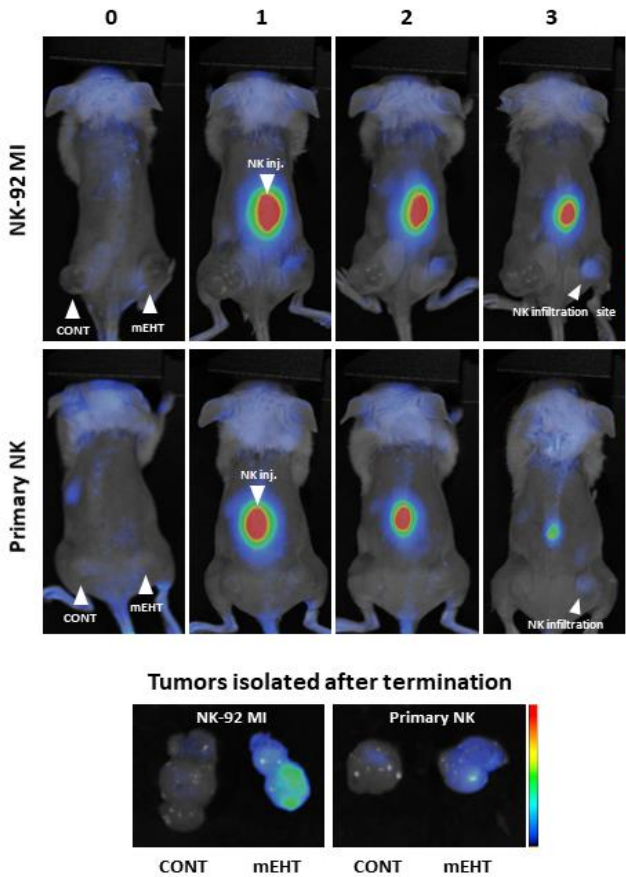 0 1 2 3
NK-92 MI
NK inj.
CONT mEHT
NK infiltration site
Primary NK
NK inj.
CONT mEHT
NK infiltration
Tumors isolated after termination
NK-92 MI Primary NK
CONT mEHT CONT mEHT